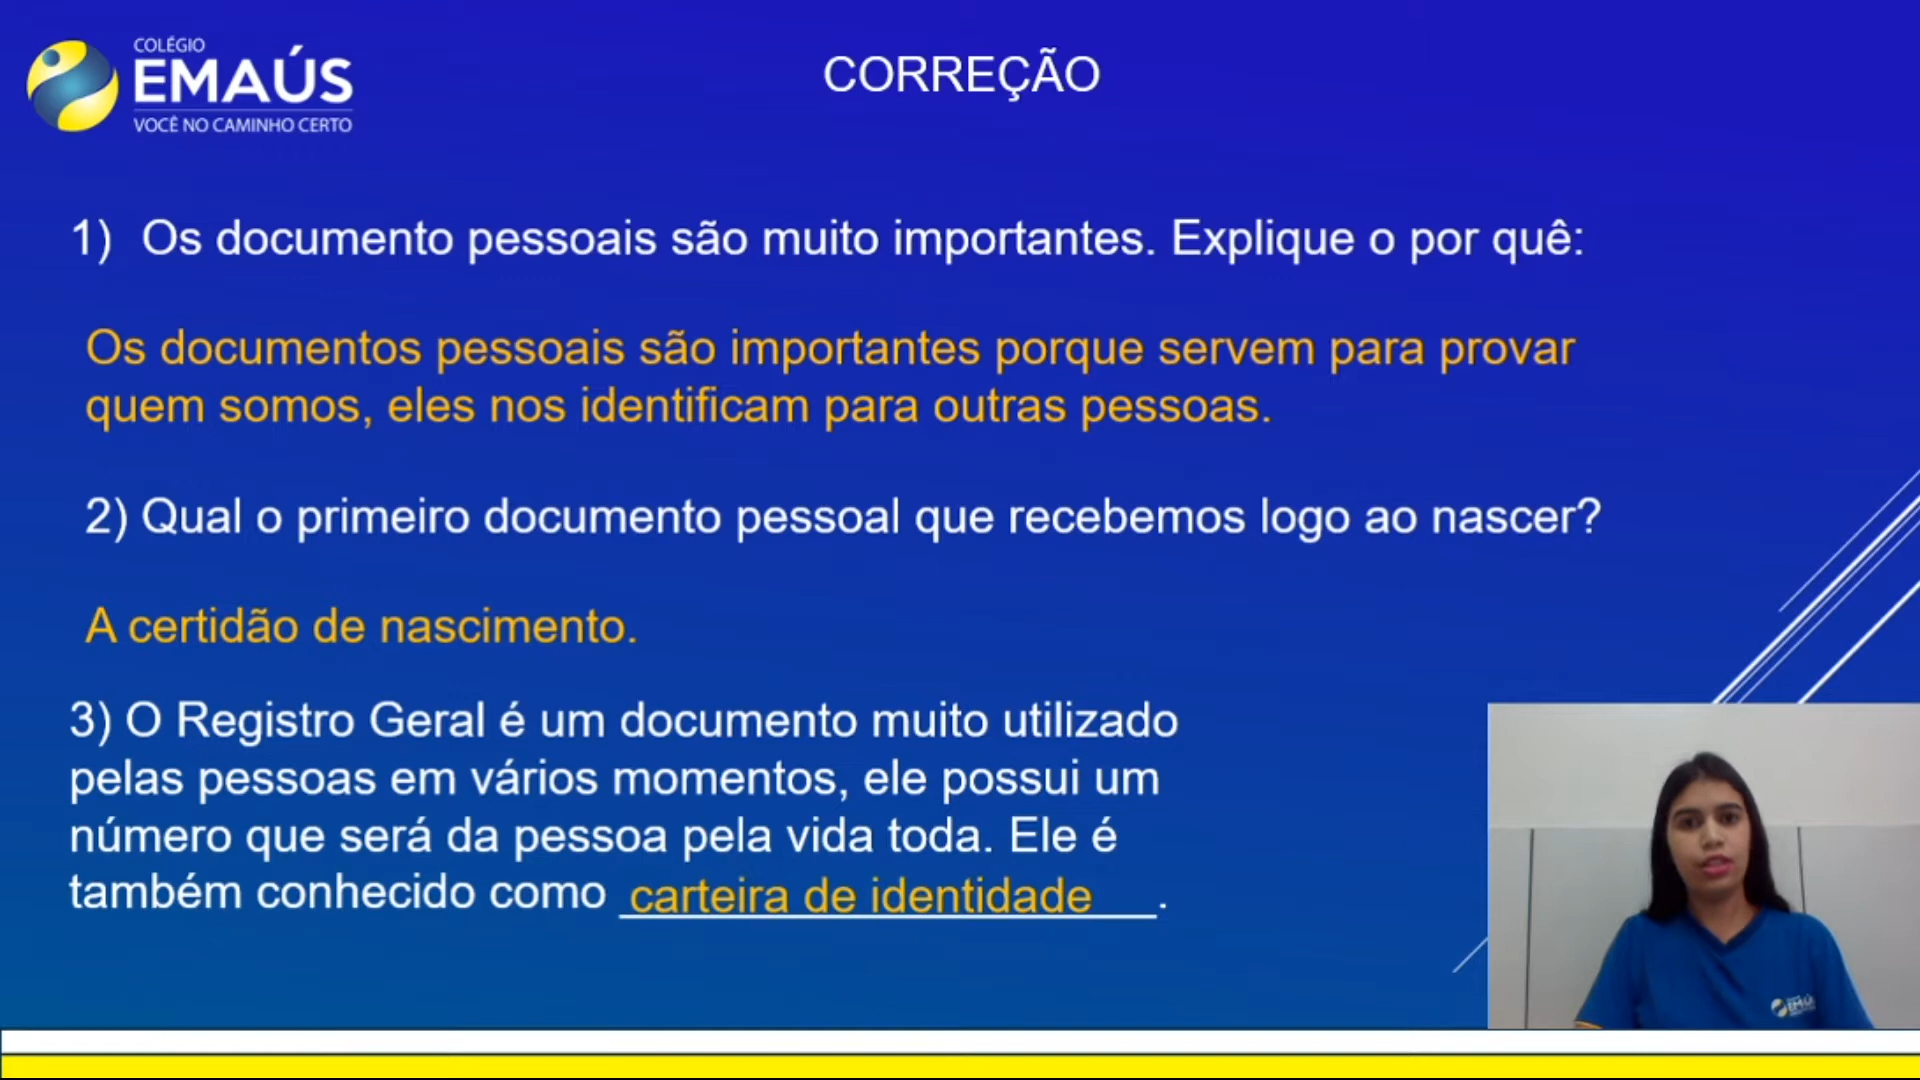 COLÉGIO
EMAÚS
VOCÊ NO CAMINHO CERTO
CORREÇÃO
1) Os documento pessoais são muito importantes. Explique o por quê:
Os documentos pessoais são importantes porque servem para provar
quem somos, eles nos identificam para outras pessoas.
2) Qual o primeiro documento pessoal que recebemos logo ao nascer?
A certidão de nascimento.
3) O Registro Geral é um documento muito utilizado
pelas pessoas em vários momentos, ele possui um
número que será da pessoa pela vida toda. Ele é
também conhecido como carteira de identidade.